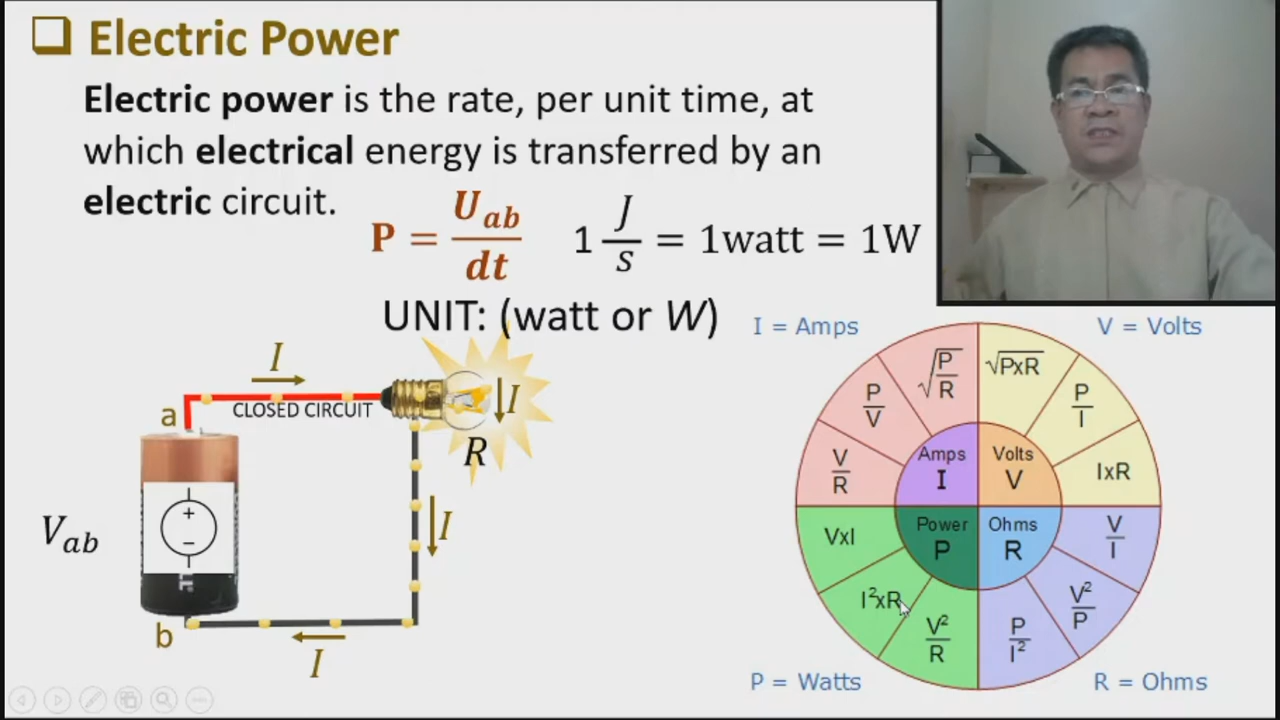 ❑ Electric Power
Electric power is the rate, per unit time, at
which electrical energy is transferred by an
electric circuit.
P = U_ab / dt    1 J/s = 1watt = 1W
UNIT: (watt or W)
I = Amps
V = Volts
I
a
CLOSED CIRCUIT
I
R
V_ab
+
−
I
b
I
√(P/R)
√PxR
P/V
P/I
V/R
Amps
I
Volts
V
IxR
VxI
Power
P
Ohms
R
V/I
I²xR
V²/R
P/I²
V²/P
P = Watts
R = Ohms